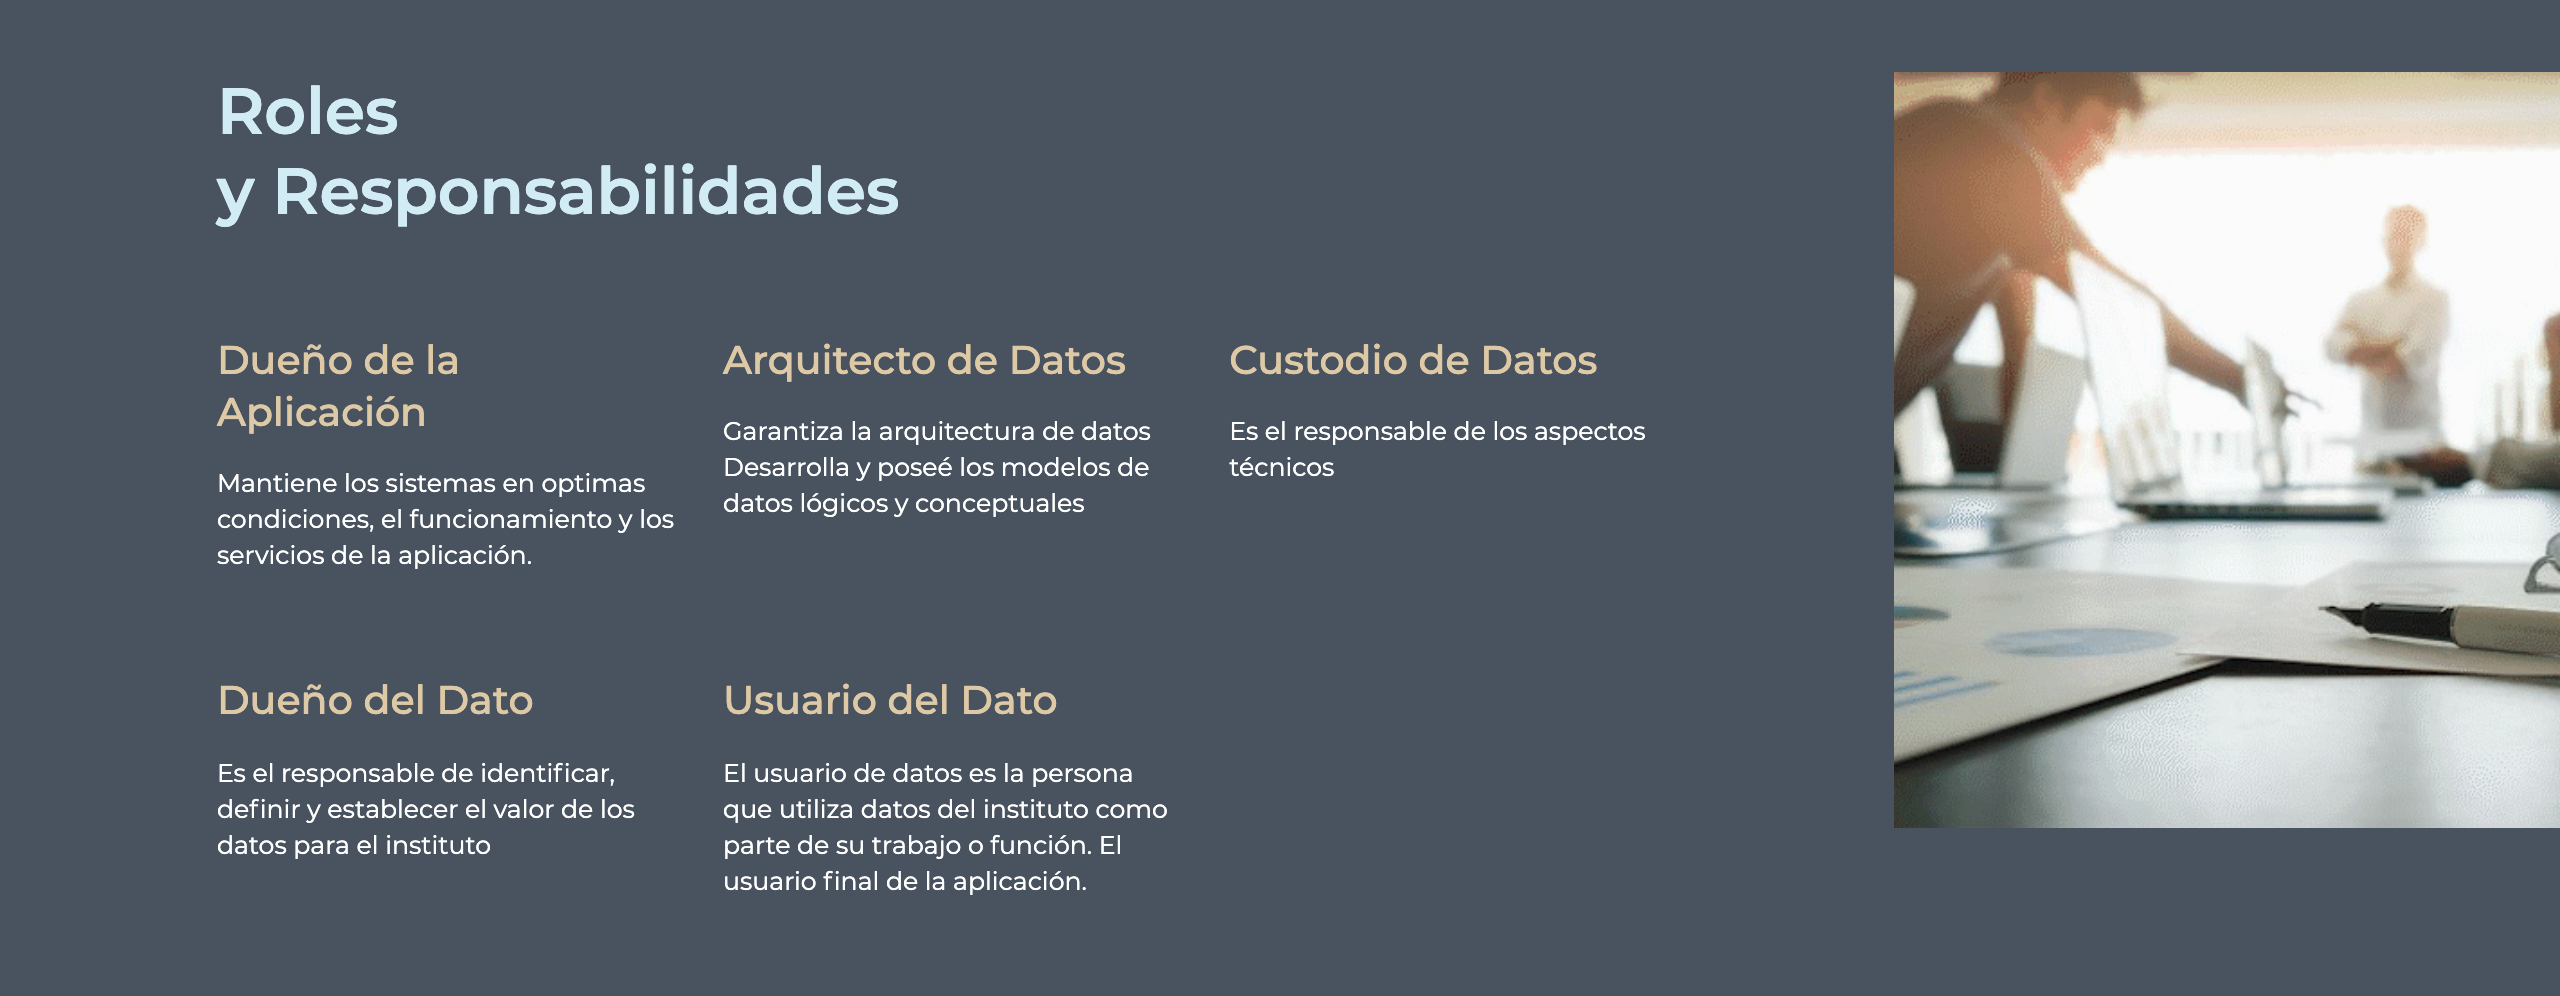 Roles
y Responsabilidades
Dueño de la
Aplicación
Mantiene los sistemas en optimas
condiciones, el funcionamiento y los
servicios de la aplicación.
Arquitecto de Datos
Garantiza la arquitectura de datos
Desarrolla y poseé los modelos de
datos lógicos y conceptuales
Custodio de Datos
Es el responsable de los aspectos
técnicos
Dueño del Dato
Es el responsable de identificar,
definir y establecer el valor de los
datos para el instituto
Usuario del Dato
El usuario de datos es la persona
que utiliza datos del instituto como
parte de su trabajo o función. El
usuario final de la aplicación.